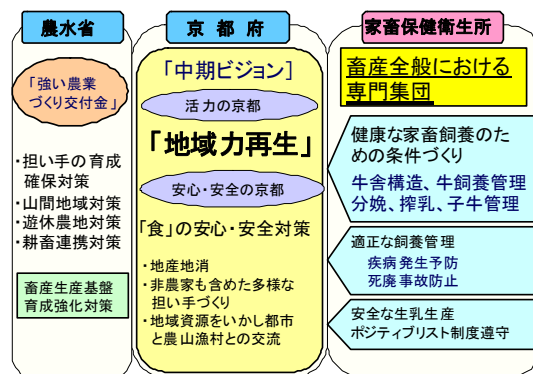 農水省
「強い農業
づくり交付金」
・担い手の育成
確保対策
・山間地域対策
・遊休農地対策
・耕畜連携対策
畜産生産基盤
育成強化対策
京都府
「中期ビジョン]
活力の京都
「地域力再生」
安心・安全の京都
「食」の安心・安全対策
・地産地消
・非農家も含めた多様な
担い手づくり
・地域資源をいかし都市
と農山漁村との交流
家畜保健衛生所
畜産全般における
専門集団
健康な家畜飼養のた
めの条件づくり
牛舎構造、牛飼養管理
分娩、搾乳、子牛管理
適正な飼養管理
疾病発生予防
死廃事故防止
安全な生乳生産
ポジティブリスト制度遵守